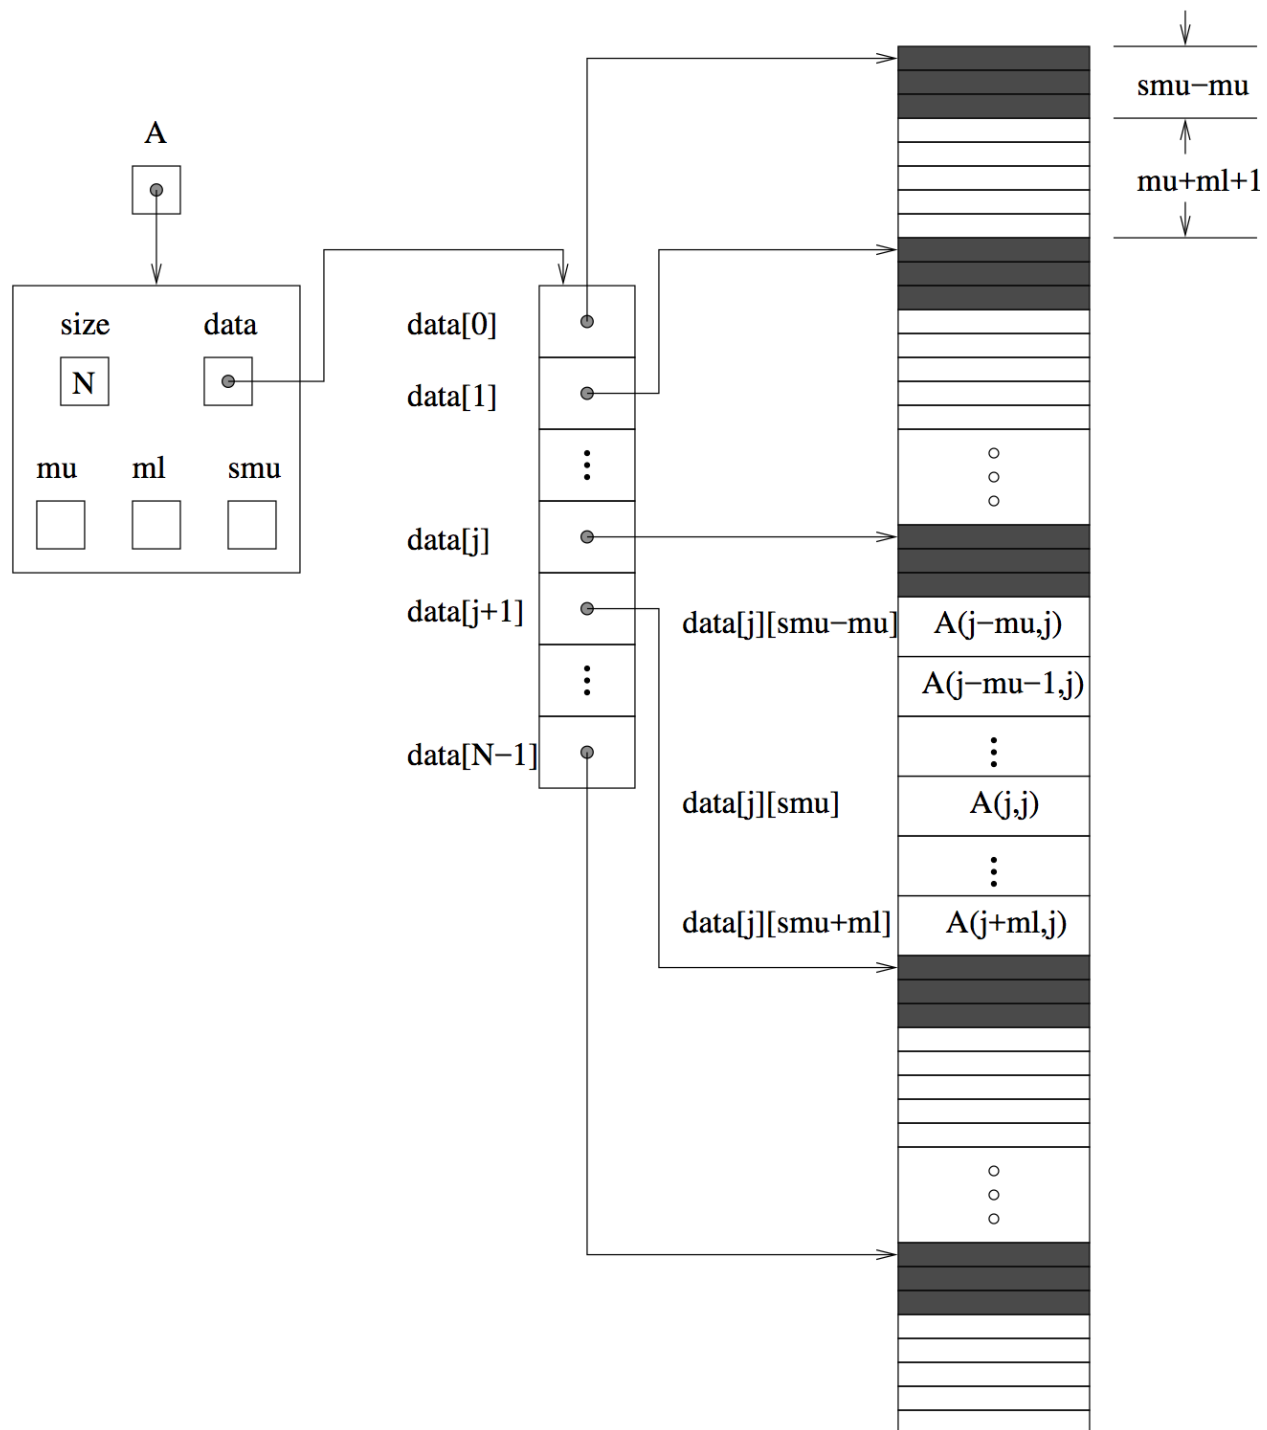 A
size data
N
mu ml smu
data[0]
data[1]
data[j]
data[j+1]
data[N−1]
data[j][smu−mu]
data[j][smu]
data[j][smu+ml]
A(j−mu,j)
A(j−mu−1,j)
A(j,j)
A(j+ml,j)
smu−mu
mu+ml+1